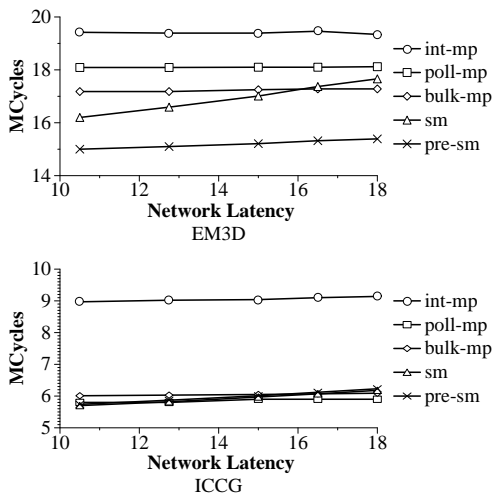 20
18
16
14
MCycles
10 12 14 16 18
Network Latency
EM3D
int-mp
poll-mp
bulk-mp
sm
pre-sm
10
9
8
7
6
5
MCycles
10 12 14 16 18
Network Latency
ICCG
int-mp
poll-mp
bulk-mp
sm
pre-sm